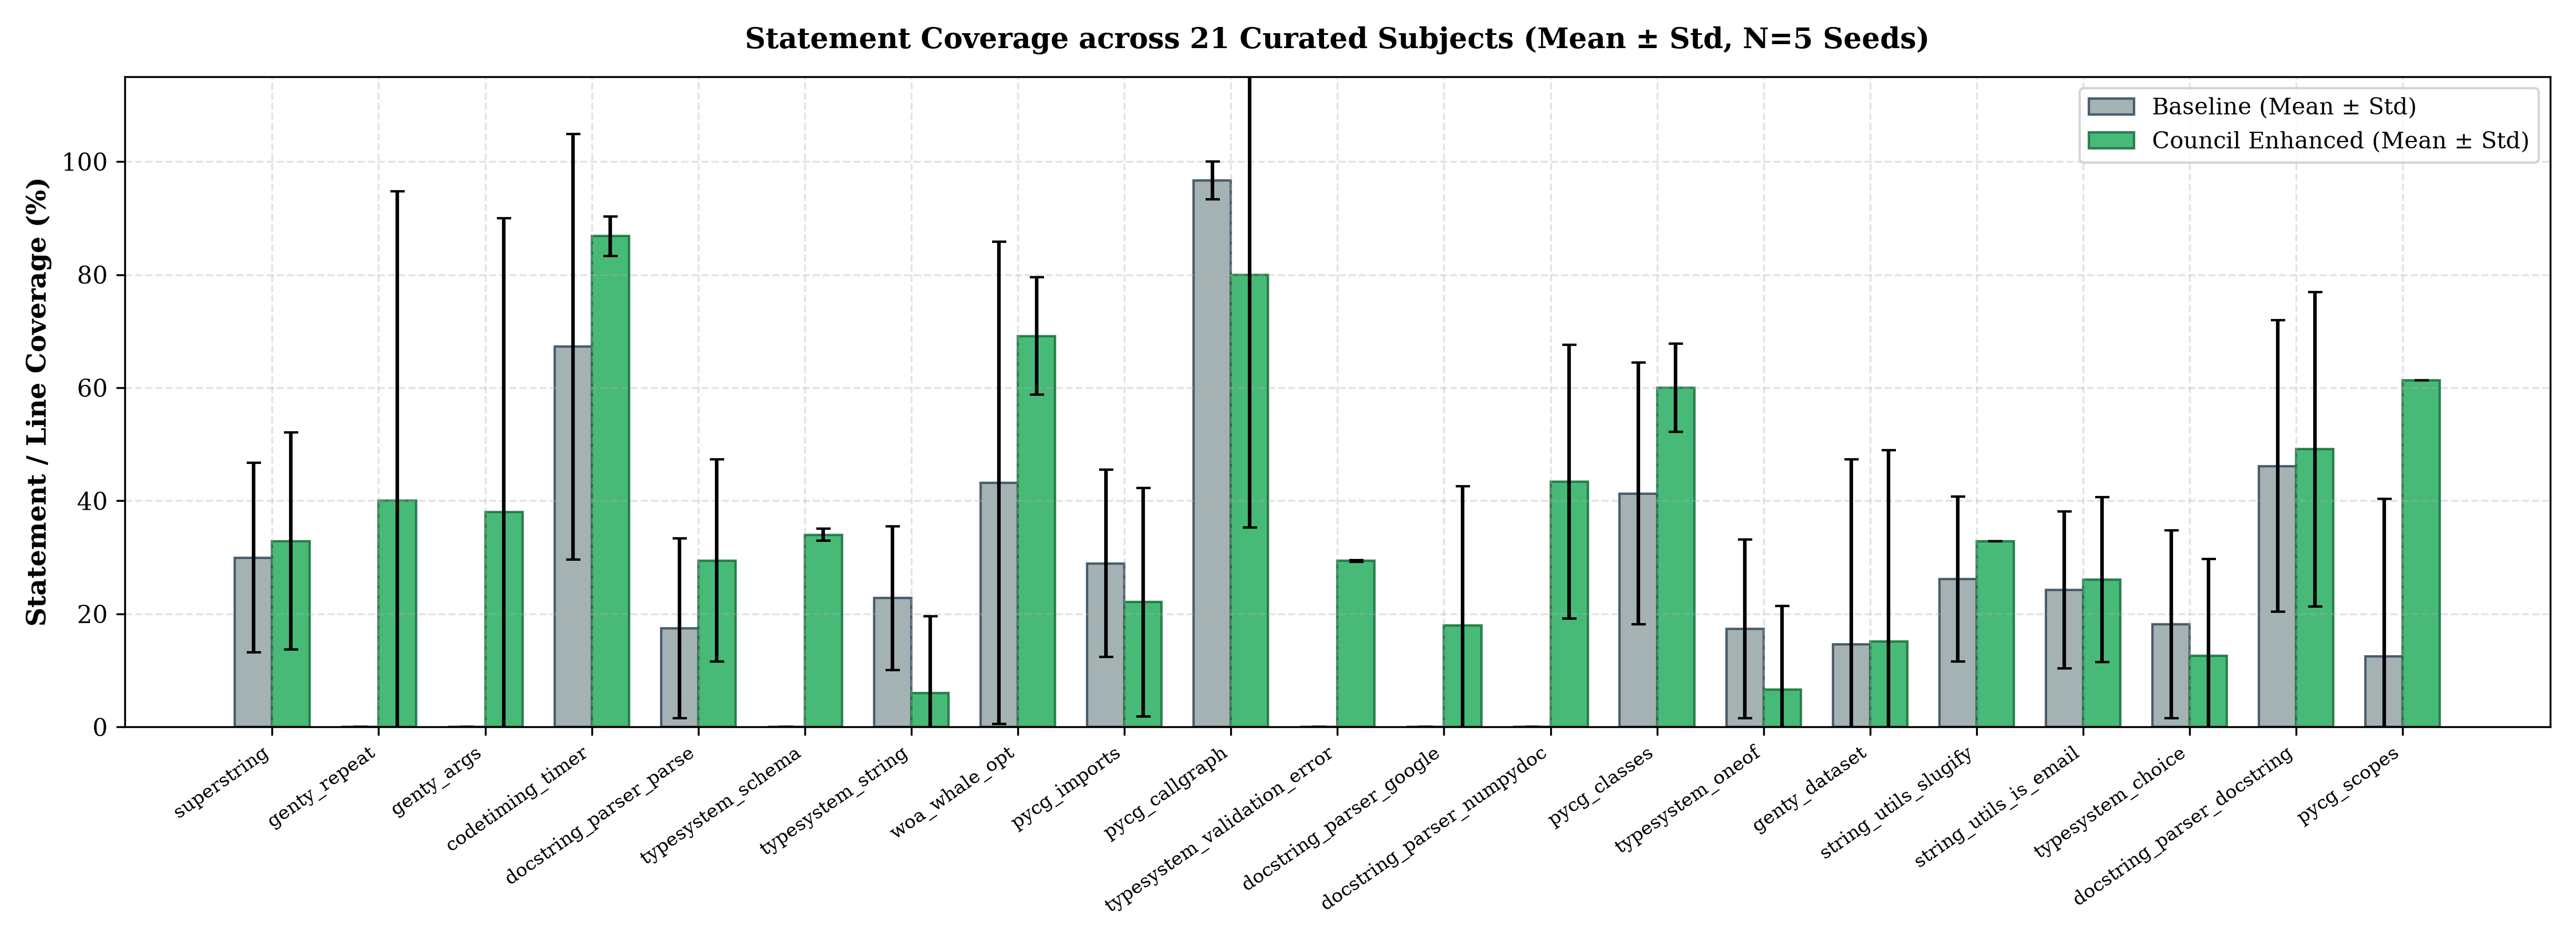 Statement Coverage across 21 Curated Subjects (Mean ± Std, N=5 Seeds)
Baseline (Mean ± Std)
Council Enhanced (Mean ± Std)
Statement / Line Coverage (%)
100
80
60
40
20
0
superstring
genty_repeat
genty_args
codetiming_timer
docstring_parser_parse
typesystem_schema
typesystem_string
woa_whale_opt
pycg_imports
pycg_callgraph
typesystem_validation_error
docstring_parser_google
docstring_parser_numpydoc
pycg_classes
typesystem_oneof
genty_dataset
string_utils_slugify
string_utils_is_email
typesystem_choice
docstring_parser_docstring
pycg_scopes